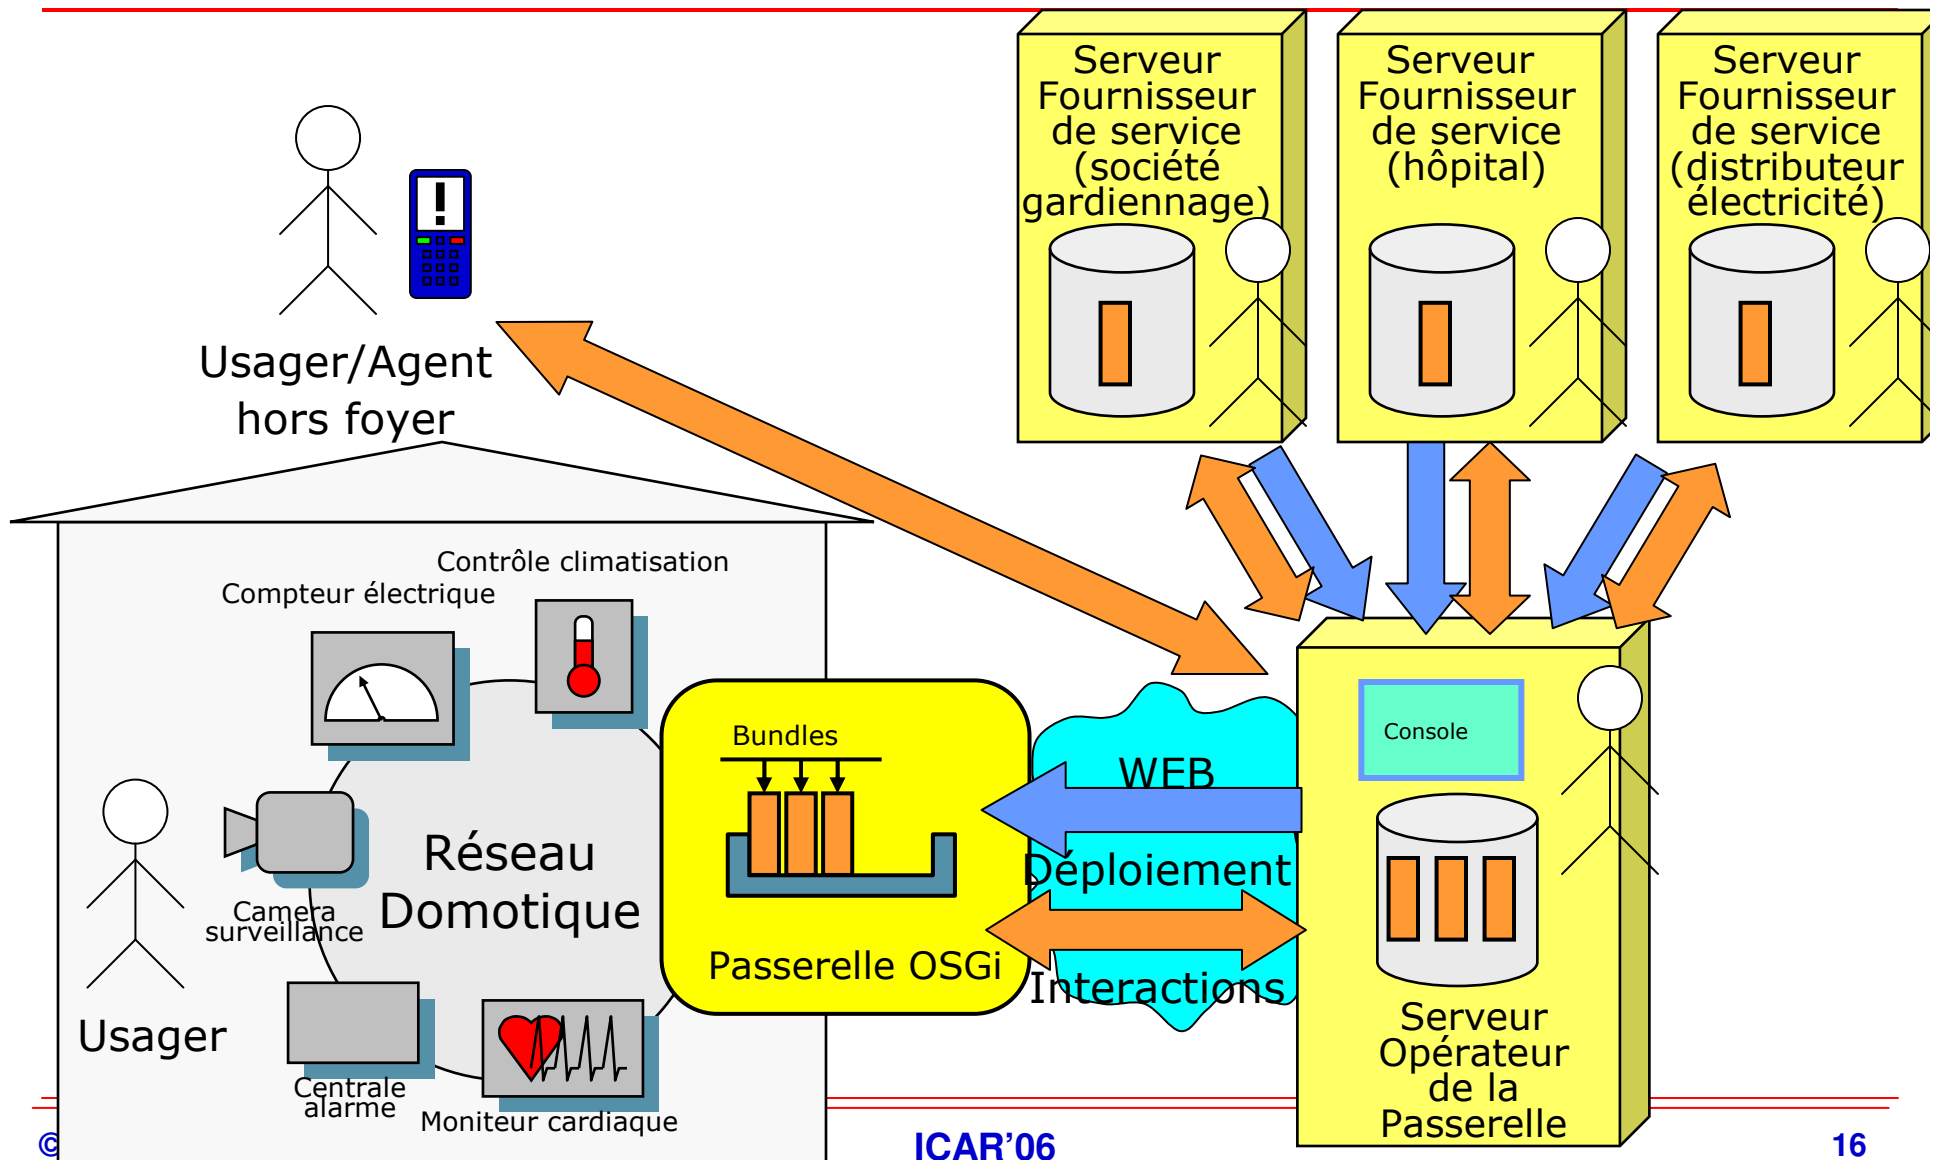 Serveur
Fournisseur
de service
(société
gardiennage)
Serveur
Fournisseur
de service
(hôpital)
Serveur
Fournisseur
de service
(distributeur
électricité)
!
Usager/Agent
hors foyer
Contrôle climatisation
Compteur électrique
Réseau
Domotique
Camera
surveillance
Usager
Centrale
alarme
Moniteur cardiaque
Bundles
Passerelle OSGi
WEB
Déploiement
Interactions
Console
Serveur
Opérateur
de la
Passerelle
©
ICAR'06
16